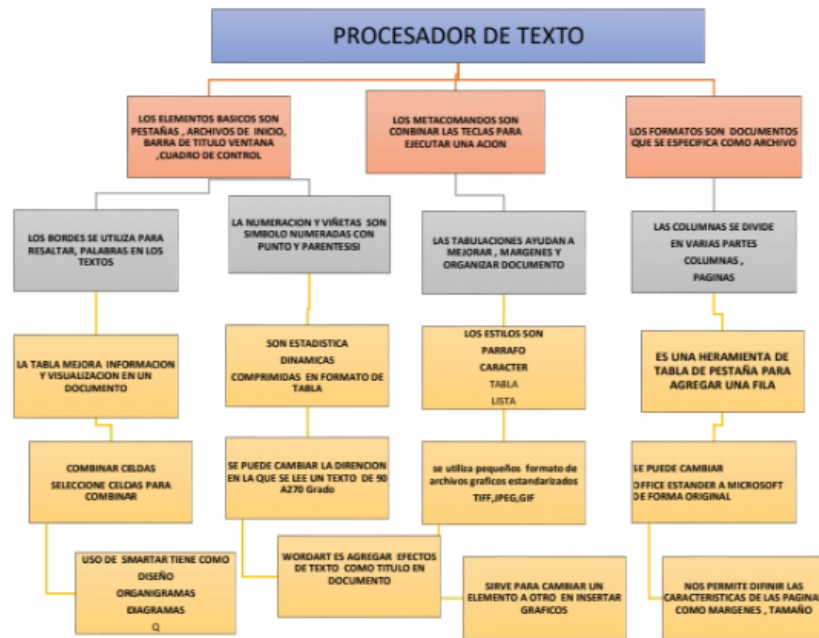 PROCESADOR DE TEXTO
LOS ELEMENTOS BASICOS SON
PESTAÑAS , ARCHIVOS DE INICIO,
BARRA DE TITULO VENTANA
,CUADRO DE CONTROL
LOS METACOMANDOS SON
CONBINAR LAS TECLAS PARA
EJECUTAR UNA ACION
LOS FORMATOS SON DOCUMENTOS
QUE SE ESPECIFICA COMO ARCHIVO
LOS BORDES SE UTILIZA PARA
RESALTAR, PALABRAS EN LOS
TEXTOS
LA NUMERACION Y VIÑETAS SON
SIMBOLO NUMERADAS CON
PUNTO Y PARENTESISI
LAS TABULACIONES AYUDAN A
MEJORAR , MARGENES Y
ORGANIZAR DOCUMENTO
LAS COLUMNAS SE DIVIDE
EN VARIAS PARTES
COLUMNAS ,
PAGINAS
LA TABLA MEJORA INFORMACION
Y VISUALIZACION EN UN
DOCUMENTO
SON ESTADISTICA
DINAMICAS
COMPRIMIDAS EN FORMATO DE
TABLA
LOS ESTILOS SON
PARRAFO
CARACTER
TABLA
LISTA
ES UNA HERAMIENTA DE
TABLA DE PESTAÑA PARA
AGREGAR UNA FILA
COMBINAR CELDAS
SELECCIONE CELDAS PARA
COMBINAR
SE PUEDE CAMBIAR LA DIRENCION
EN LA QUE SE LEE UN TEXTO DE 90
A270 Grado
se utiliza pequeños formato de
archivos graficos estandarizados
TIFF,JPEG,GIF
SE PUEDE CAMBIAR
OFFICE ESTANDER A MICROSOFT
DE FORMA ORIGINAL
USO DE SMARTAR TIENE COMO
DISEÑO
ORGANIGRAMAS
DIAGRAMAS
Q
WORDART ES AGREGAR EFECTOS
DE TEXTO COMO TITULO EN
DOCUMENTO
SIRVE PARA CAMBIAR UN
ELEMENTO A OTRO EN INSERTAR
GRAFICOS
NOS PERMITE DIFINIR LAS
CARACTERISTICAS DE LAS PAGINAS
COMO MARGENES , TAMAÑO